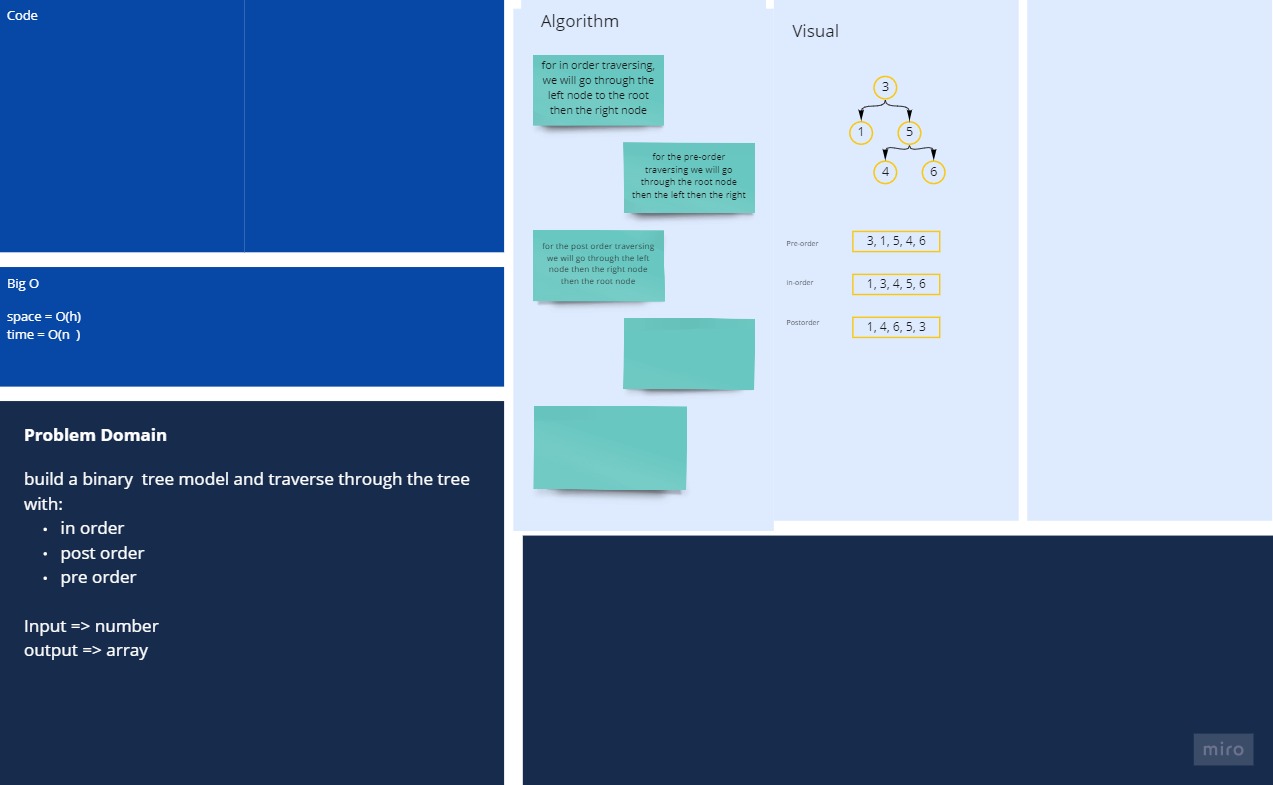 Code
Big O
space = O(h)
time = O(n  )
Problem Domain
build a binary  tree model and traverse through the tree
with:
• in order
• post order
• pre order
Input => number
output => array
Algorithm
for in order traversing,
we will go through the
left node to the root
then the right node
for the pre-order
traversing we will go
through the root node
then the left then the right
for the post order traversing
we will go through the left
node then the right node
then the root node
Visual
3
1 5
4 6
Pre-order 3, 1, 5, 4, 6
in-order 1, 3, 4, 5, 6
Postorder 1, 4, 6, 5, 3
miro